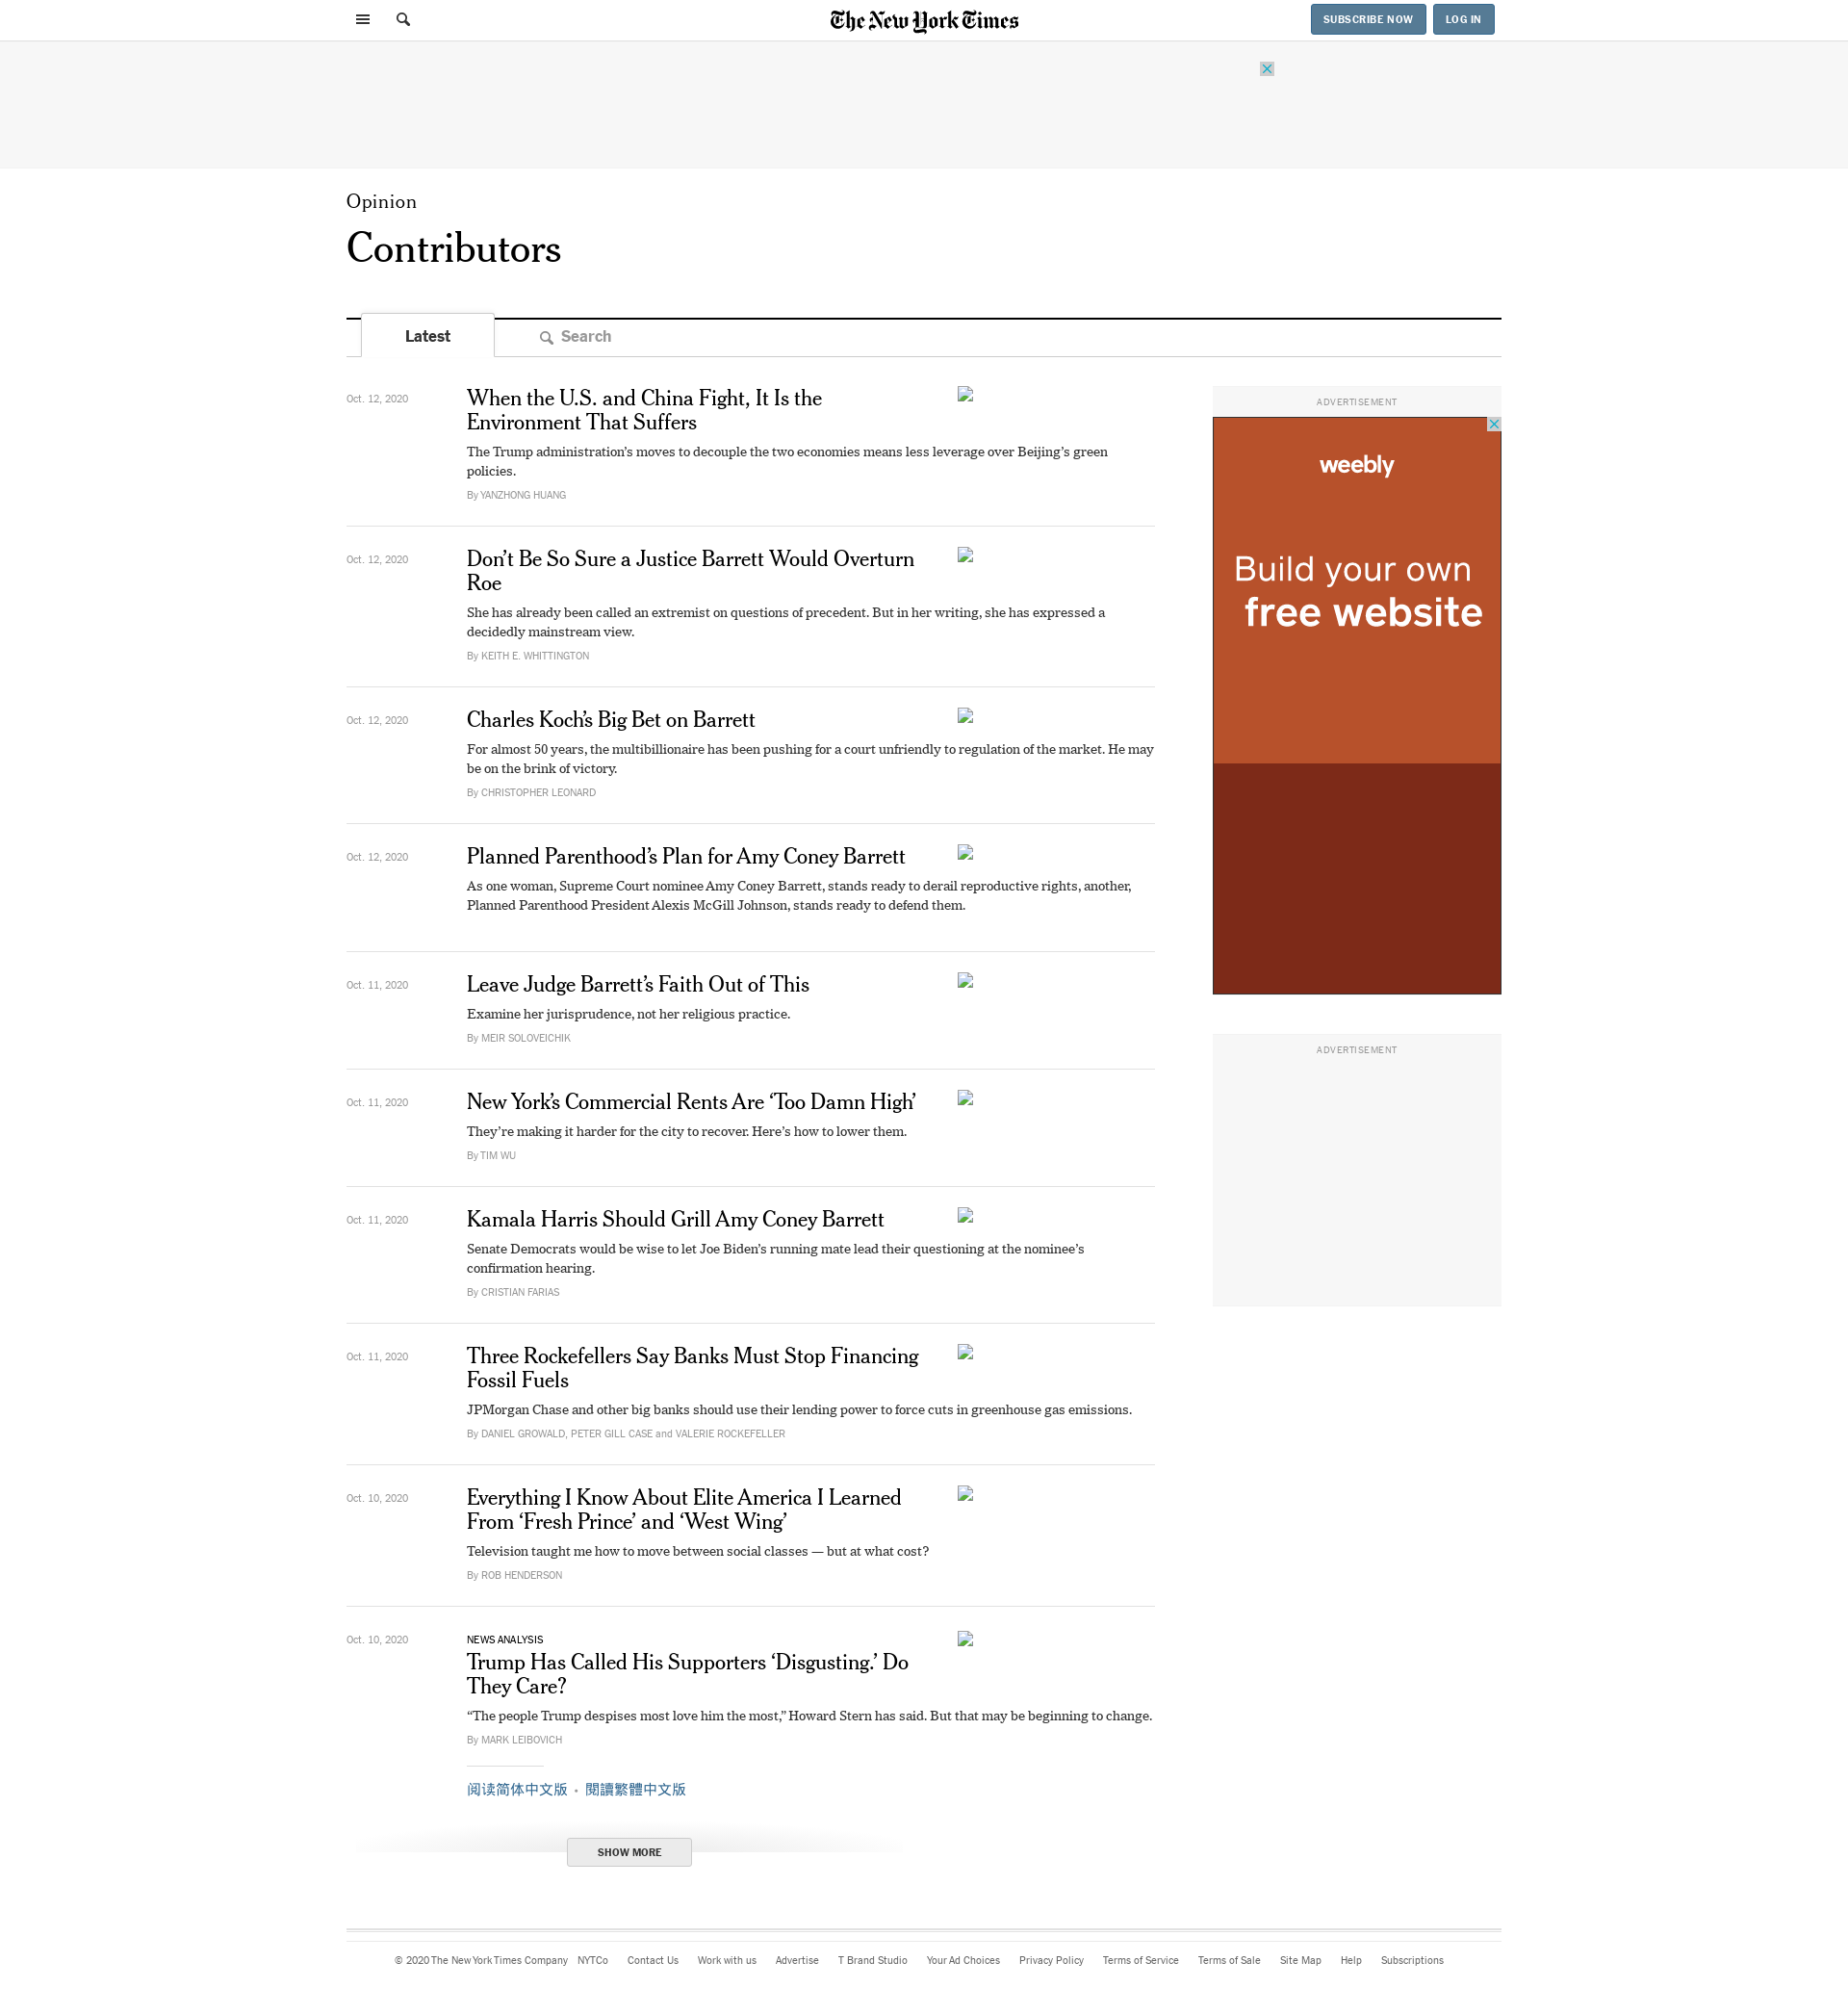 The New York Times
SUBSCRIBE NOW
LOG IN
Opinion
Contributors
Latest
Search
Oct. 12, 2020
When the U.S. and China Fight, It Is the
Environment That Suffers
The Trump administration’s moves to decouple the two economies means less leverage over Beijing’s green
policies.
By YANZHONG HUANG
Oct. 12, 2020
Don’t Be So Sure a Justice Barrett Would Overturn
Roe
She has already been called an extremist on questions of precedent. But in her writing, she has expressed a
decidedly mainstream view.
By KEITH E. WHITTINGTON
Oct. 12, 2020
Charles Koch’s Big Bet on Barrett
For almost 50 years, the multibillionaire has been pushing for a court unfriendly to regulation of the market. He may
be on the brink of victory.
By CHRISTOPHER LEONARD
Oct. 12, 2020
Planned Parenthood’s Plan for Amy Coney Barrett
As one woman, Supreme Court nominee Amy Coney Barrett, stands ready to derail reproductive rights, another,
Planned Parenthood President Alexis McGill Johnson, stands ready to defend them.
Oct. 11, 2020
Leave Judge Barrett’s Faith Out of This
Examine her jurisprudence, not her religious practice.
By MEIR SOLOVEICHIK
Oct. 11, 2020
New York’s Commercial Rents Are ‘Too Damn High’
They’re making it harder for the city to recover. Here’s how to lower them.
By TIM WU
Oct. 11, 2020
Kamala Harris Should Grill Amy Coney Barrett
Senate Democrats would be wise to let Joe Biden’s running mate lead their questioning at the nominee’s
confirmation hearing.
By CRISTIAN FARIAS
Oct. 11, 2020
Three Rockefellers Say Banks Must Stop Financing
Fossil Fuels
JPMorgan Chase and other big banks should use their lending power to force cuts in greenhouse gas emissions.
By DANIEL GROWALD, PETER GILL CASE and VALERIE ROCKEFELLER
Oct. 10, 2020
Everything I Know About Elite America I Learned
From ‘Fresh Prince’ and ‘West Wing’
Television taught me how to move between social classes — but at what cost?
By ROB HENDERSON
Oct. 10, 2020
NEWS ANALYSIS
Trump Has Called His Supporters ‘Disgusting.’ Do
They Care?
“The people Trump despises most love him the most,” Howard Stern has said. But that may be beginning to change.
By MARK LEIBOVICH
阅读简体中文版 • 閱讀繁體中文版
SHOW MORE
ADVERTISEMENT
weebly
Build your own
free website
ADVERTISEMENT
© 2020 The New York Times Company NYTCo Contact Us Work with us Advertise T Brand Studio Your Ad Choices Privacy Policy Terms of Service Terms of Sale Site Map Help Subscriptions